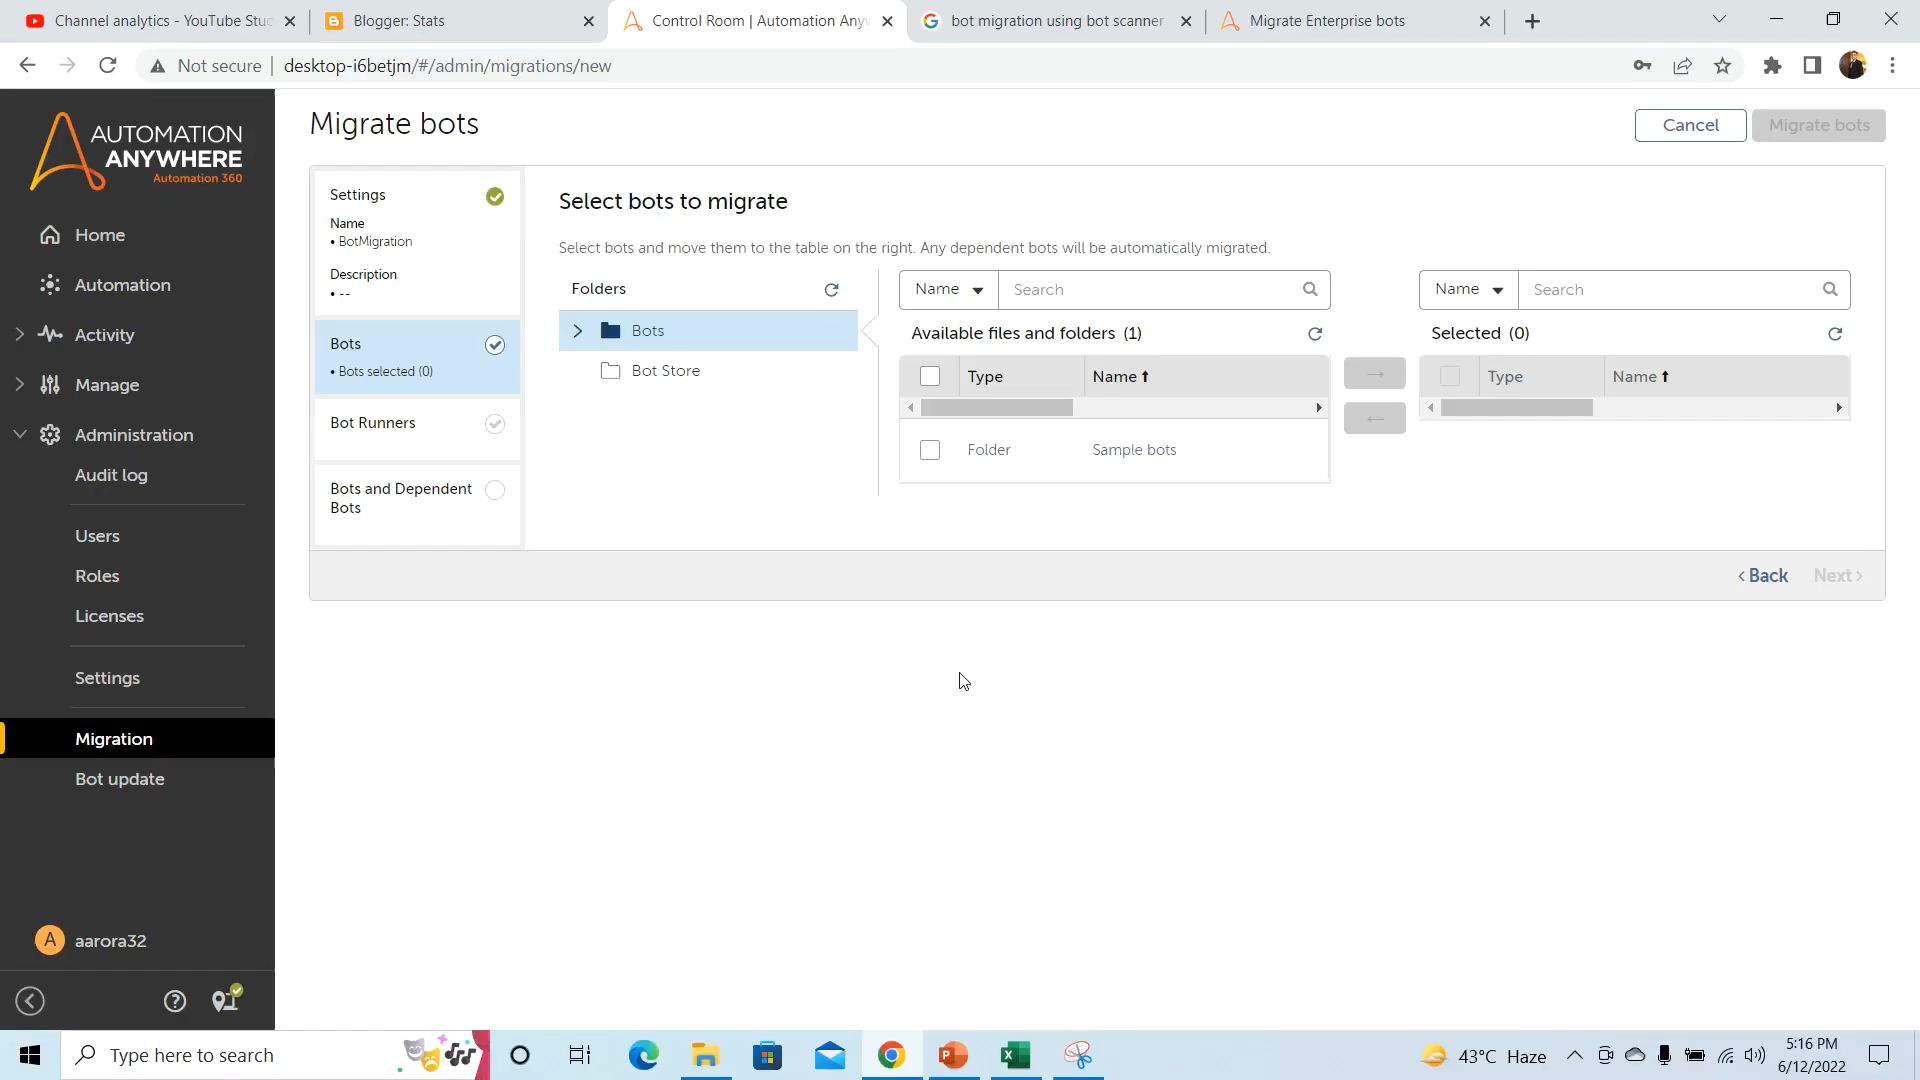 Channel analytics - YouTube Stu
Blogger: Stats
Control Room | Automation Any
bot migration using bot scanner
Migrate Enterprise bots
Not secure
desktop-i6betjm/#/admin/migrations/new
AUTOMATION
ANYWHERE
Automation 360
Home
Automation
Activity
Manage
Administration
Audit log
Users
Roles
Licenses
Settings
Migration
Bot update
A
aarora32
Migrate bots
Cancel
Migrate bots
Settings
Name
• BotMigration
Description
• --
Bots
• Bots selected (0)
Bot Runners
Bots and Dependent
Bots
Select bots to migrate
Select bots and move them to the table on the right. Any dependent bots will be automatically migrated.
Folders
Bots
Bot Store
Name
Search
Available files and folders (1)
Type
Name
Folder
Sample bots
Name
Search
Selected (0)
Type
Name
Back
Next
Type here to search
43°C Haze
5:16 PM
6/12/2022